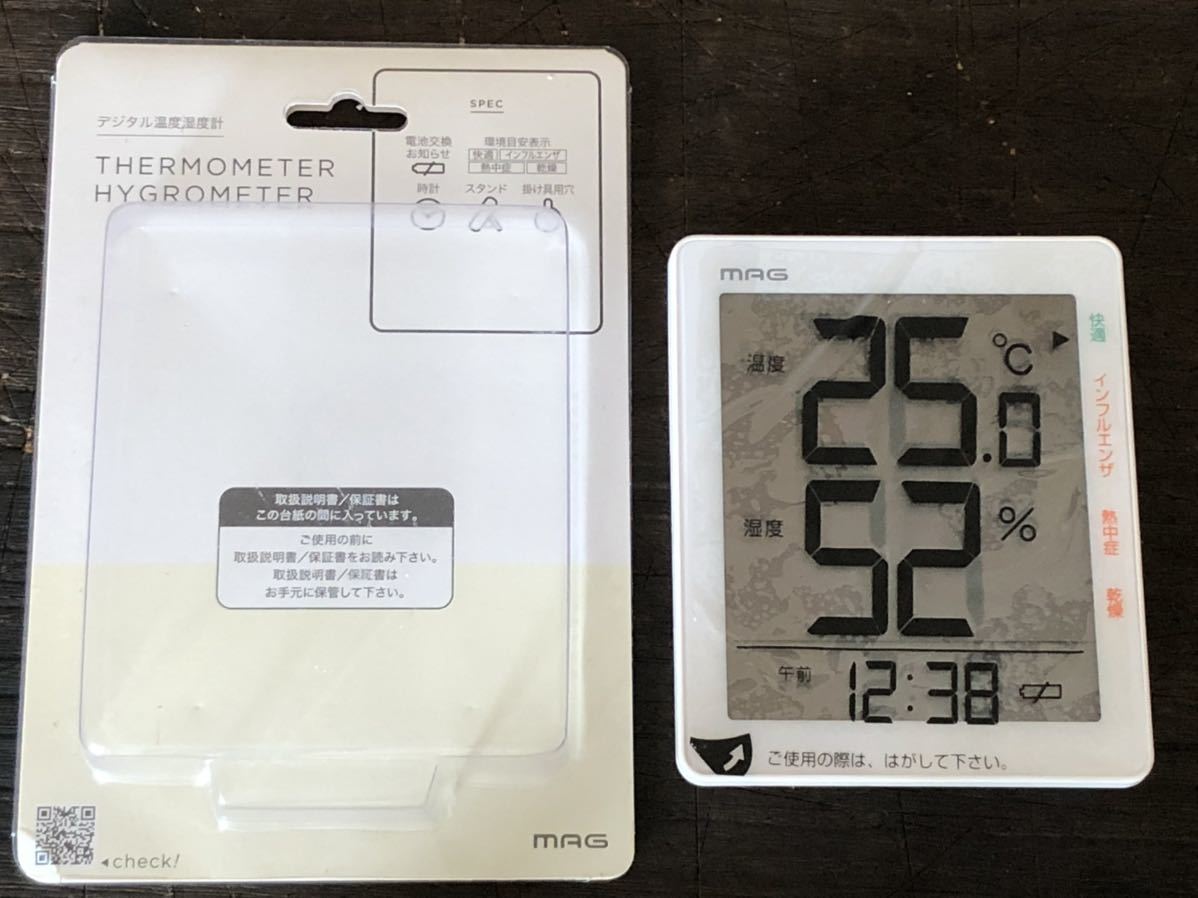 デジタル温度湿度計
THERMOMETER
HYGROMETER
SPEC
電池交換
お知らせ
環境目安表示
快適 インフルエンザ
熱中症 乾燥
時計
スタンド
掛け具用穴
取扱説明書/保証書は
この台紙の間に入っています。
ご使用の前に
取扱説明書/保証書をお読み下さい。
取扱説明書/保証書は
お手元に保管して下さい。
check!
MAG
MAG
温度 25.0 ℃
湿度 52 %
午前 12:38
快適
インフルエンザ
熱中症
乾燥
ご使用の際は、はがして下さい。